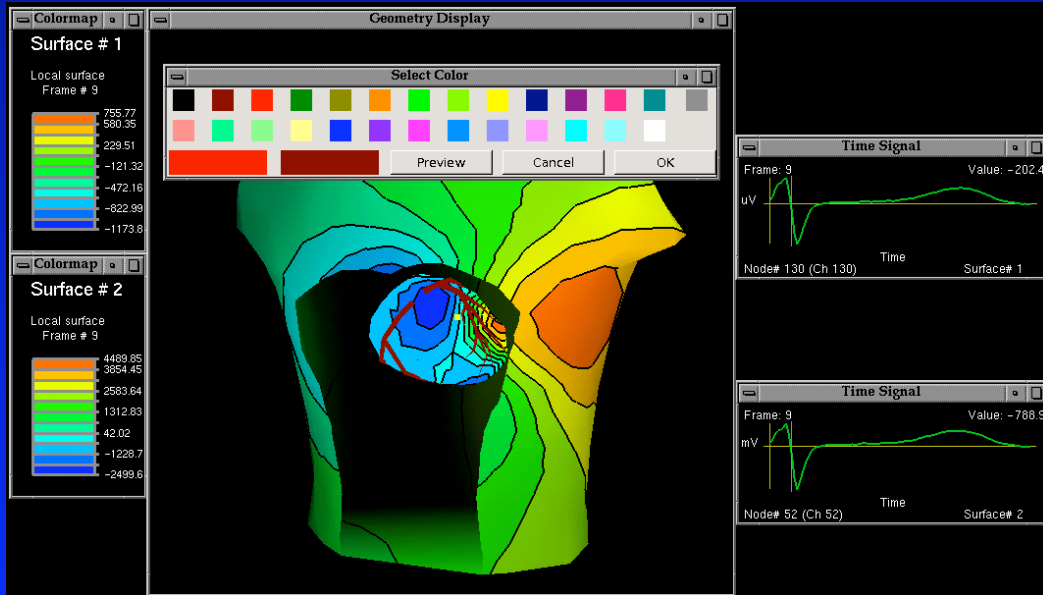 Colormap
Surface # 1
Local surface
Frame # 9
755.77
580.35
229.51
-121.32
-472.16
-822.99
-1173.8
Colormap
Surface # 2
Local surface
Frame # 9
4489.85
3854.45
2583.64
1312.83
42.02
-1228.7
-2499.6
Geometry Display
Select Color
Preview Cancel OK
Time Signal
Frame: 9 Value: -202.4
uV
Time
Node# 130 (Ch 130) Surface# 1
Time Signal
Frame: 9 Value: -788.9
mV
Time
Node# 52 (Ch 52) Surface# 2